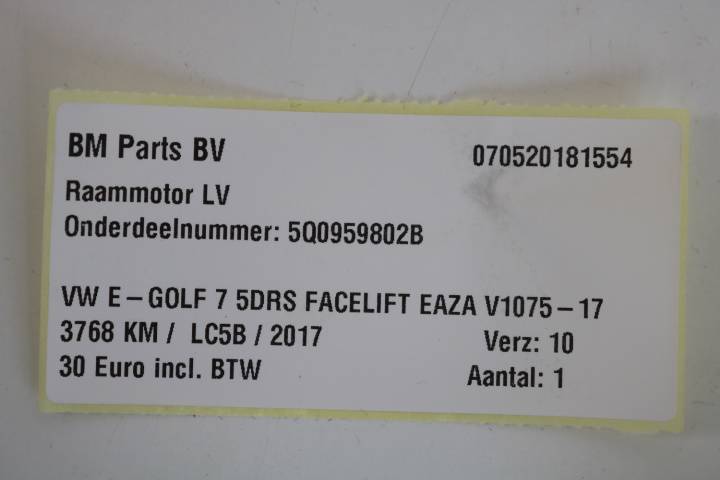 BM Parts BV 070520181554
Raammotor LV
Onderdeelnummer: 5Q0959802B
VW E-GOLF 7 5DRS FACELIFT EAZA V1075-17
3768 KM / LC5B / 2017 Verz: 10
30 Euro incl. BTW Aantal: 1